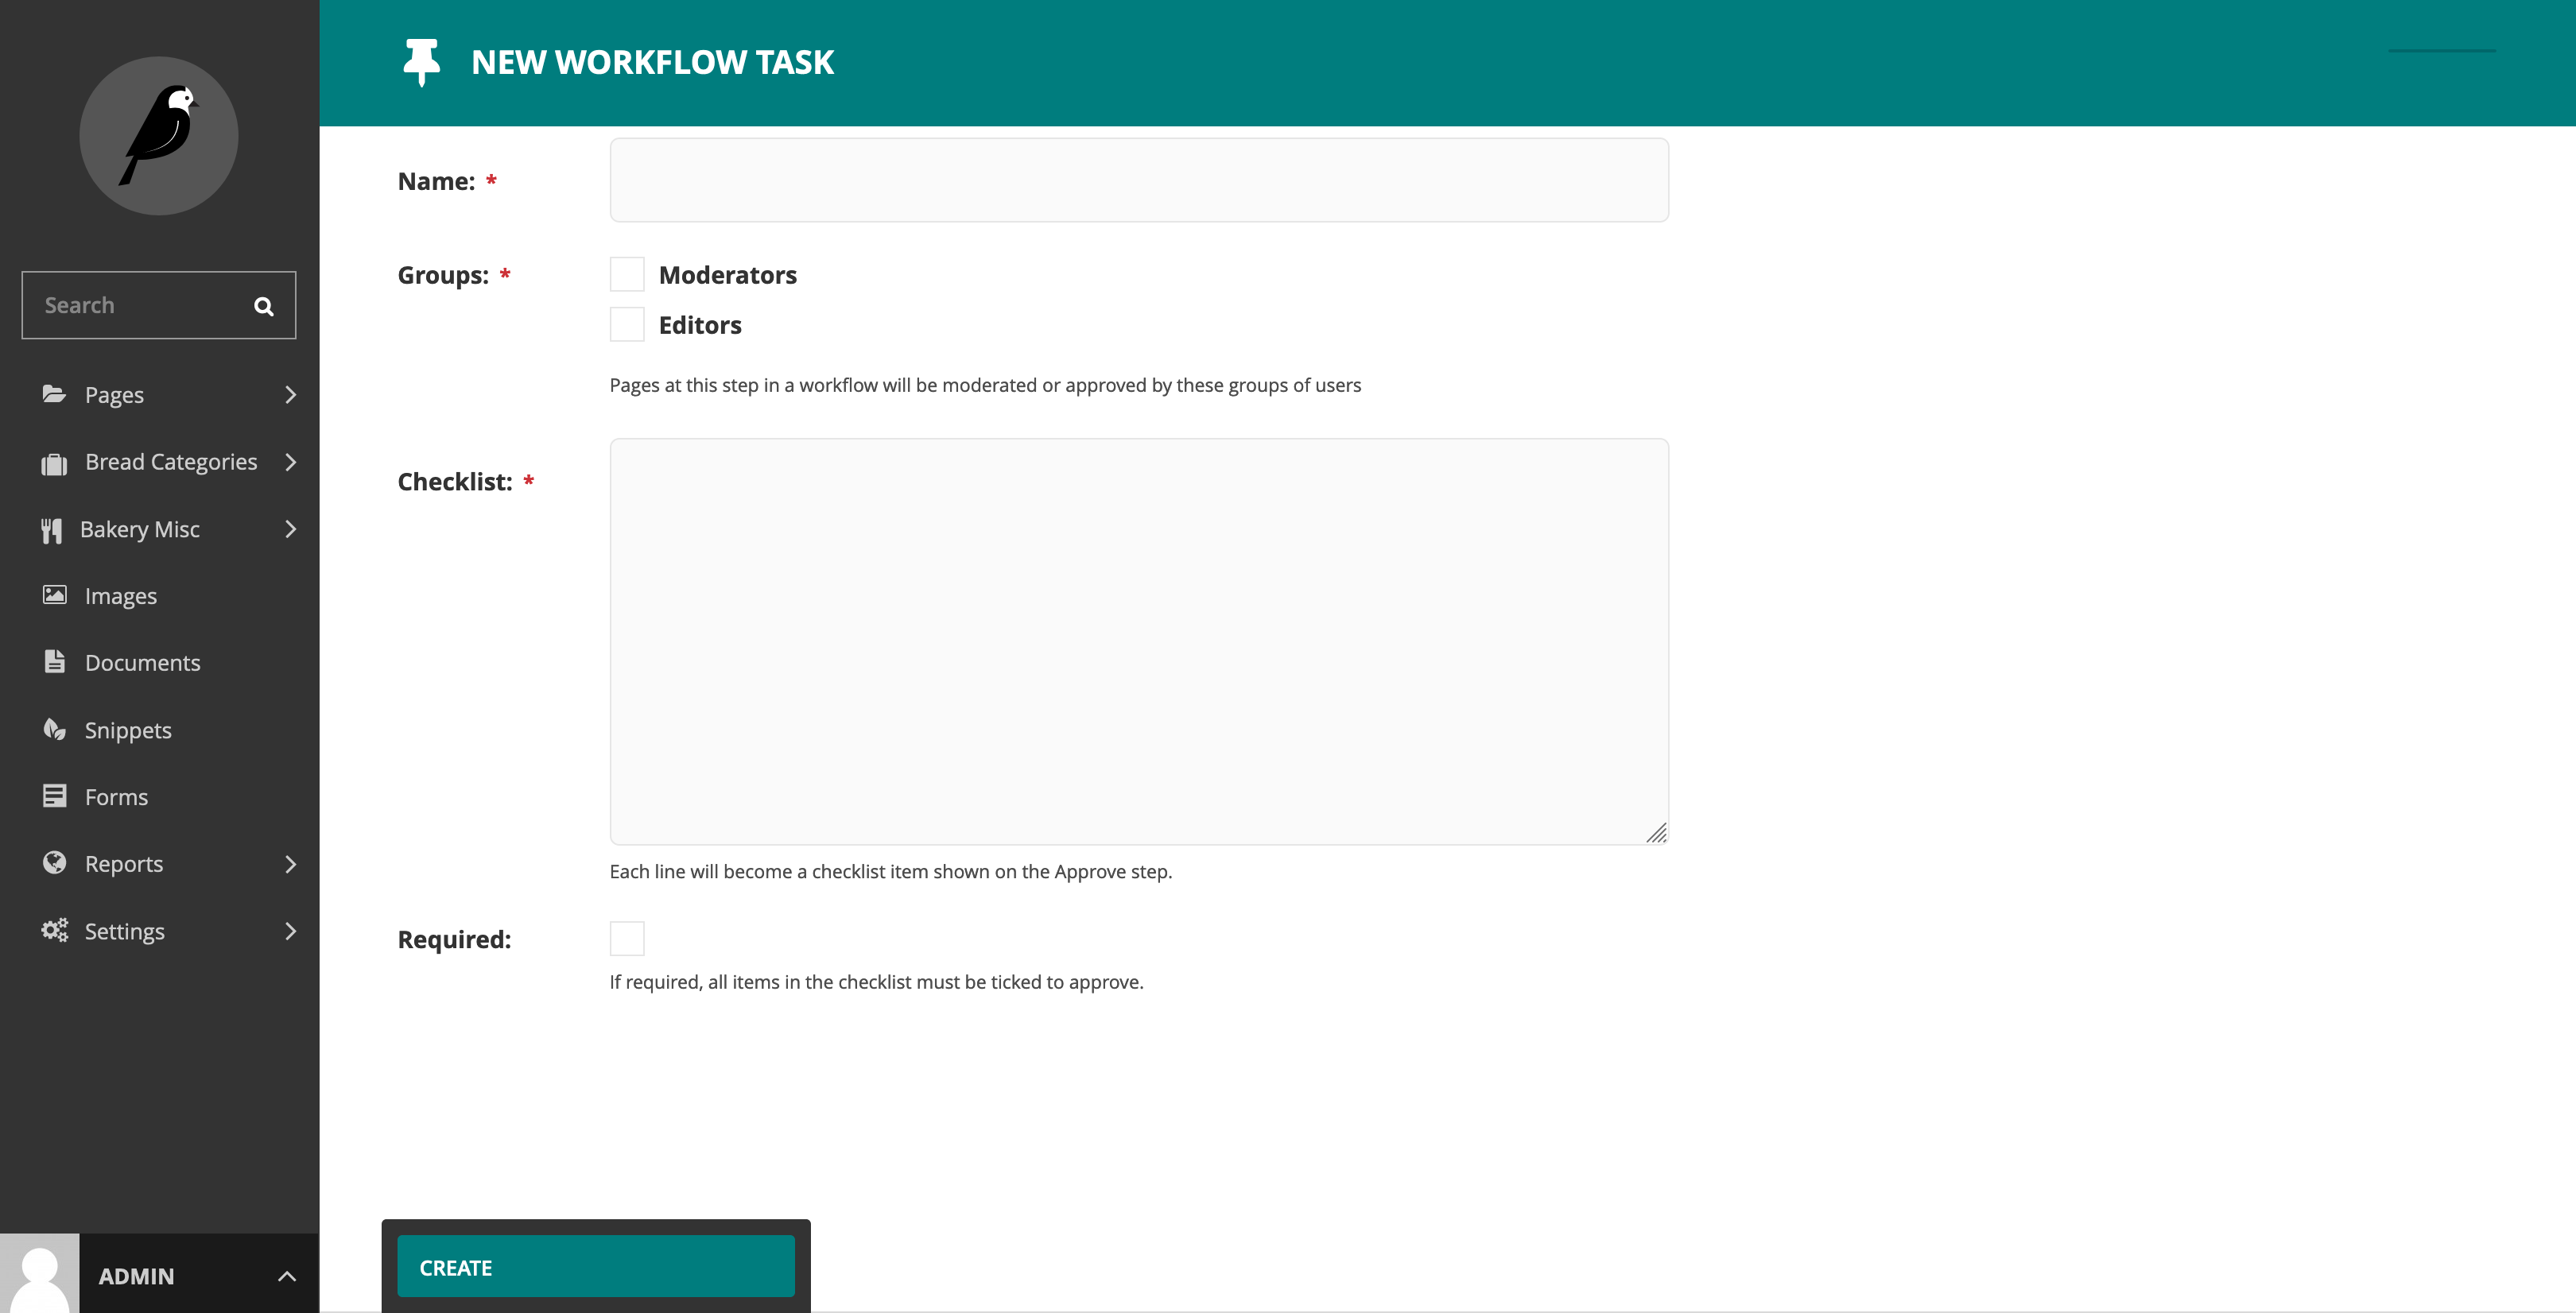 NEW WORKFLOW TASK
Search
Pages
Bread Categories
Bakery Misc
Images
Documents
Snippets
Forms
Reports
Settings
ADMIN
Name: *
Groups: *
Moderators
Editors
Pages at this step in a workflow will be moderated or approved by these groups of users
Checklist: *
Each line will become a checklist item shown on the Approve step.
Required:
If required, all items in the checklist must be ticked to approve.
CREATE